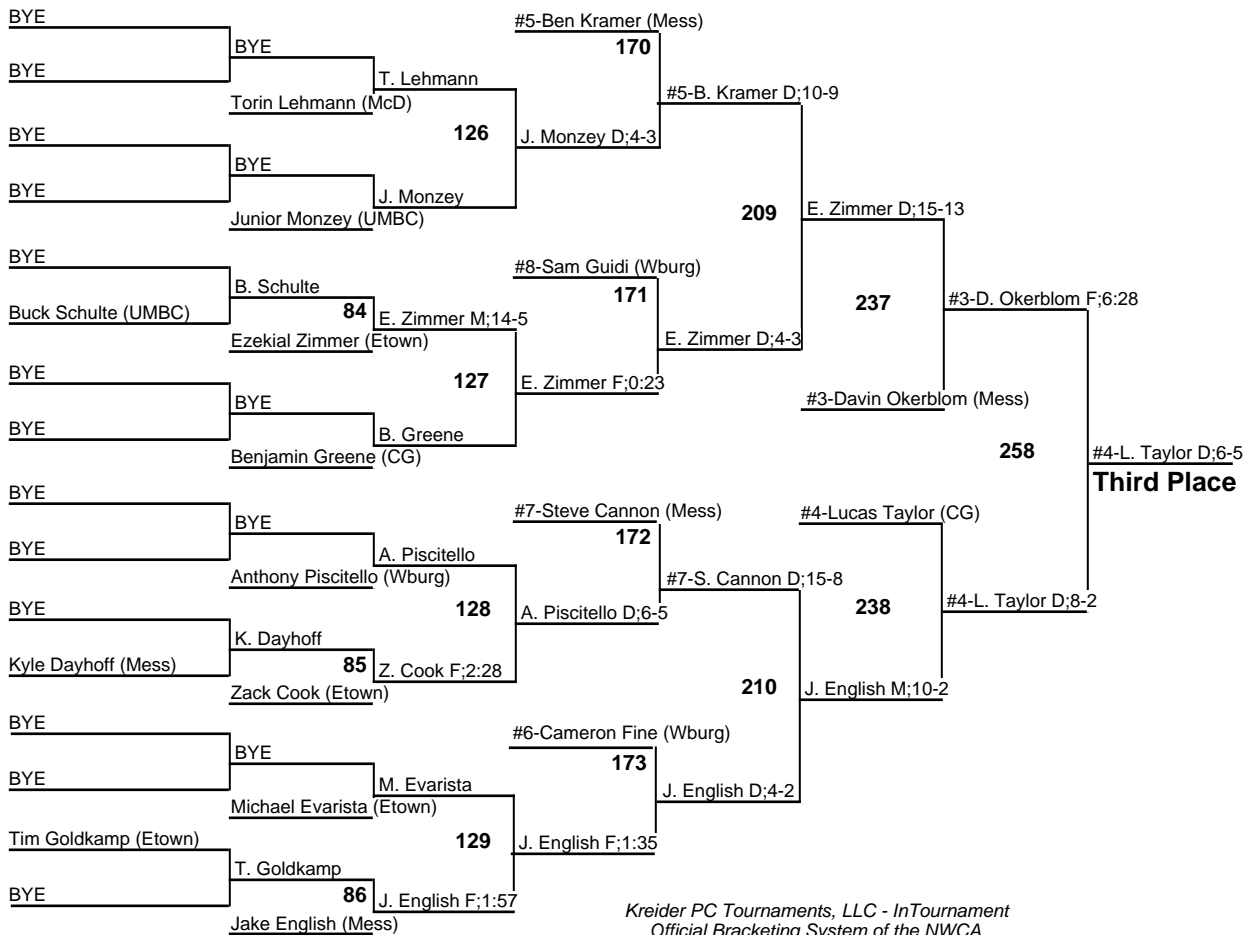 BYE
#5-Ben Kramer (Mess)
170
BYE
BYE
T. Lehmann
#5-B. Kramer D;10-9
Torin Lehmann (McD)
126
BYE
J. Monzey D;4-3
BYE
BYE
J. Monzey
209
E. Zimmer D;15-13
Junior Monzey (UMBC)
BYE
#8-Sam Guidi (Wburg)
B. Schulte
171
237
#3-D. Okerblom F;6:28
Buck Schulte (UMBC)
84
E. Zimmer M;14-5
Ezekial Zimmer (Etown)
E. Zimmer D;4-3
BYE
127
E. Zimmer F;0:23
BYE
#3-Davin Okerblom (Mess)
BYE
B. Greene
Benjamin Greene (CG)
258
#4-L. Taylor D;6-5
Third Place
BYE
#7-Steve Cannon (Mess)
#4-Lucas Taylor (CG)
BYE
172
BYE
A. Piscitello
Anthony Piscitello (Wburg)
#7-S. Cannon D;15-8
128
A. Piscitello D;6-5
238
#4-L. Taylor D;8-2
BYE
K. Dayhoff
Kyle Dayhoff (Mess)
85
Z. Cook F;2:28
Zack Cook (Etown)
210
J. English M;10-2
BYE
#6-Cameron Fine (Wburg)
BYE
173
BYE
M. Evarista
J. English D;4-2
Michael Evarista (Etown)
Tim Goldkamp (Etown)
129
J. English F;1:35
T. Goldkamp
BYE
86
J. English F;1:57
Jake English (Mess)
Kreider PC Tournaments, LLC - InTournament
Official Bracketing System of the NWCA